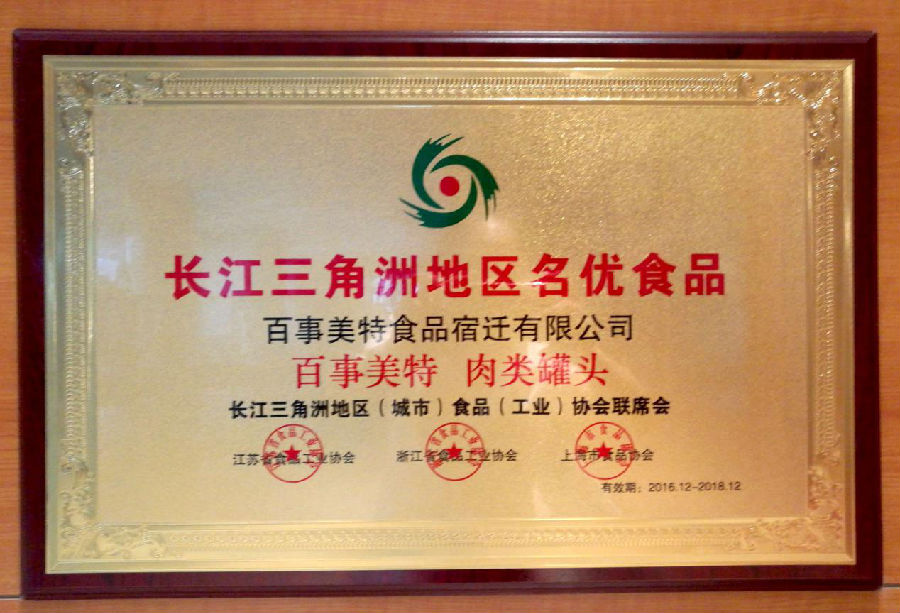 长江三角洲地区名优食品
百事美特食品宿迁有限公司
百事美特 肉类罐头
长江三角洲地区（城市）食品（工业）协会联席会
江苏省食品工业协会 浙江省食品工业协会 上海市食品协会
有效期：2016.12-2018.12